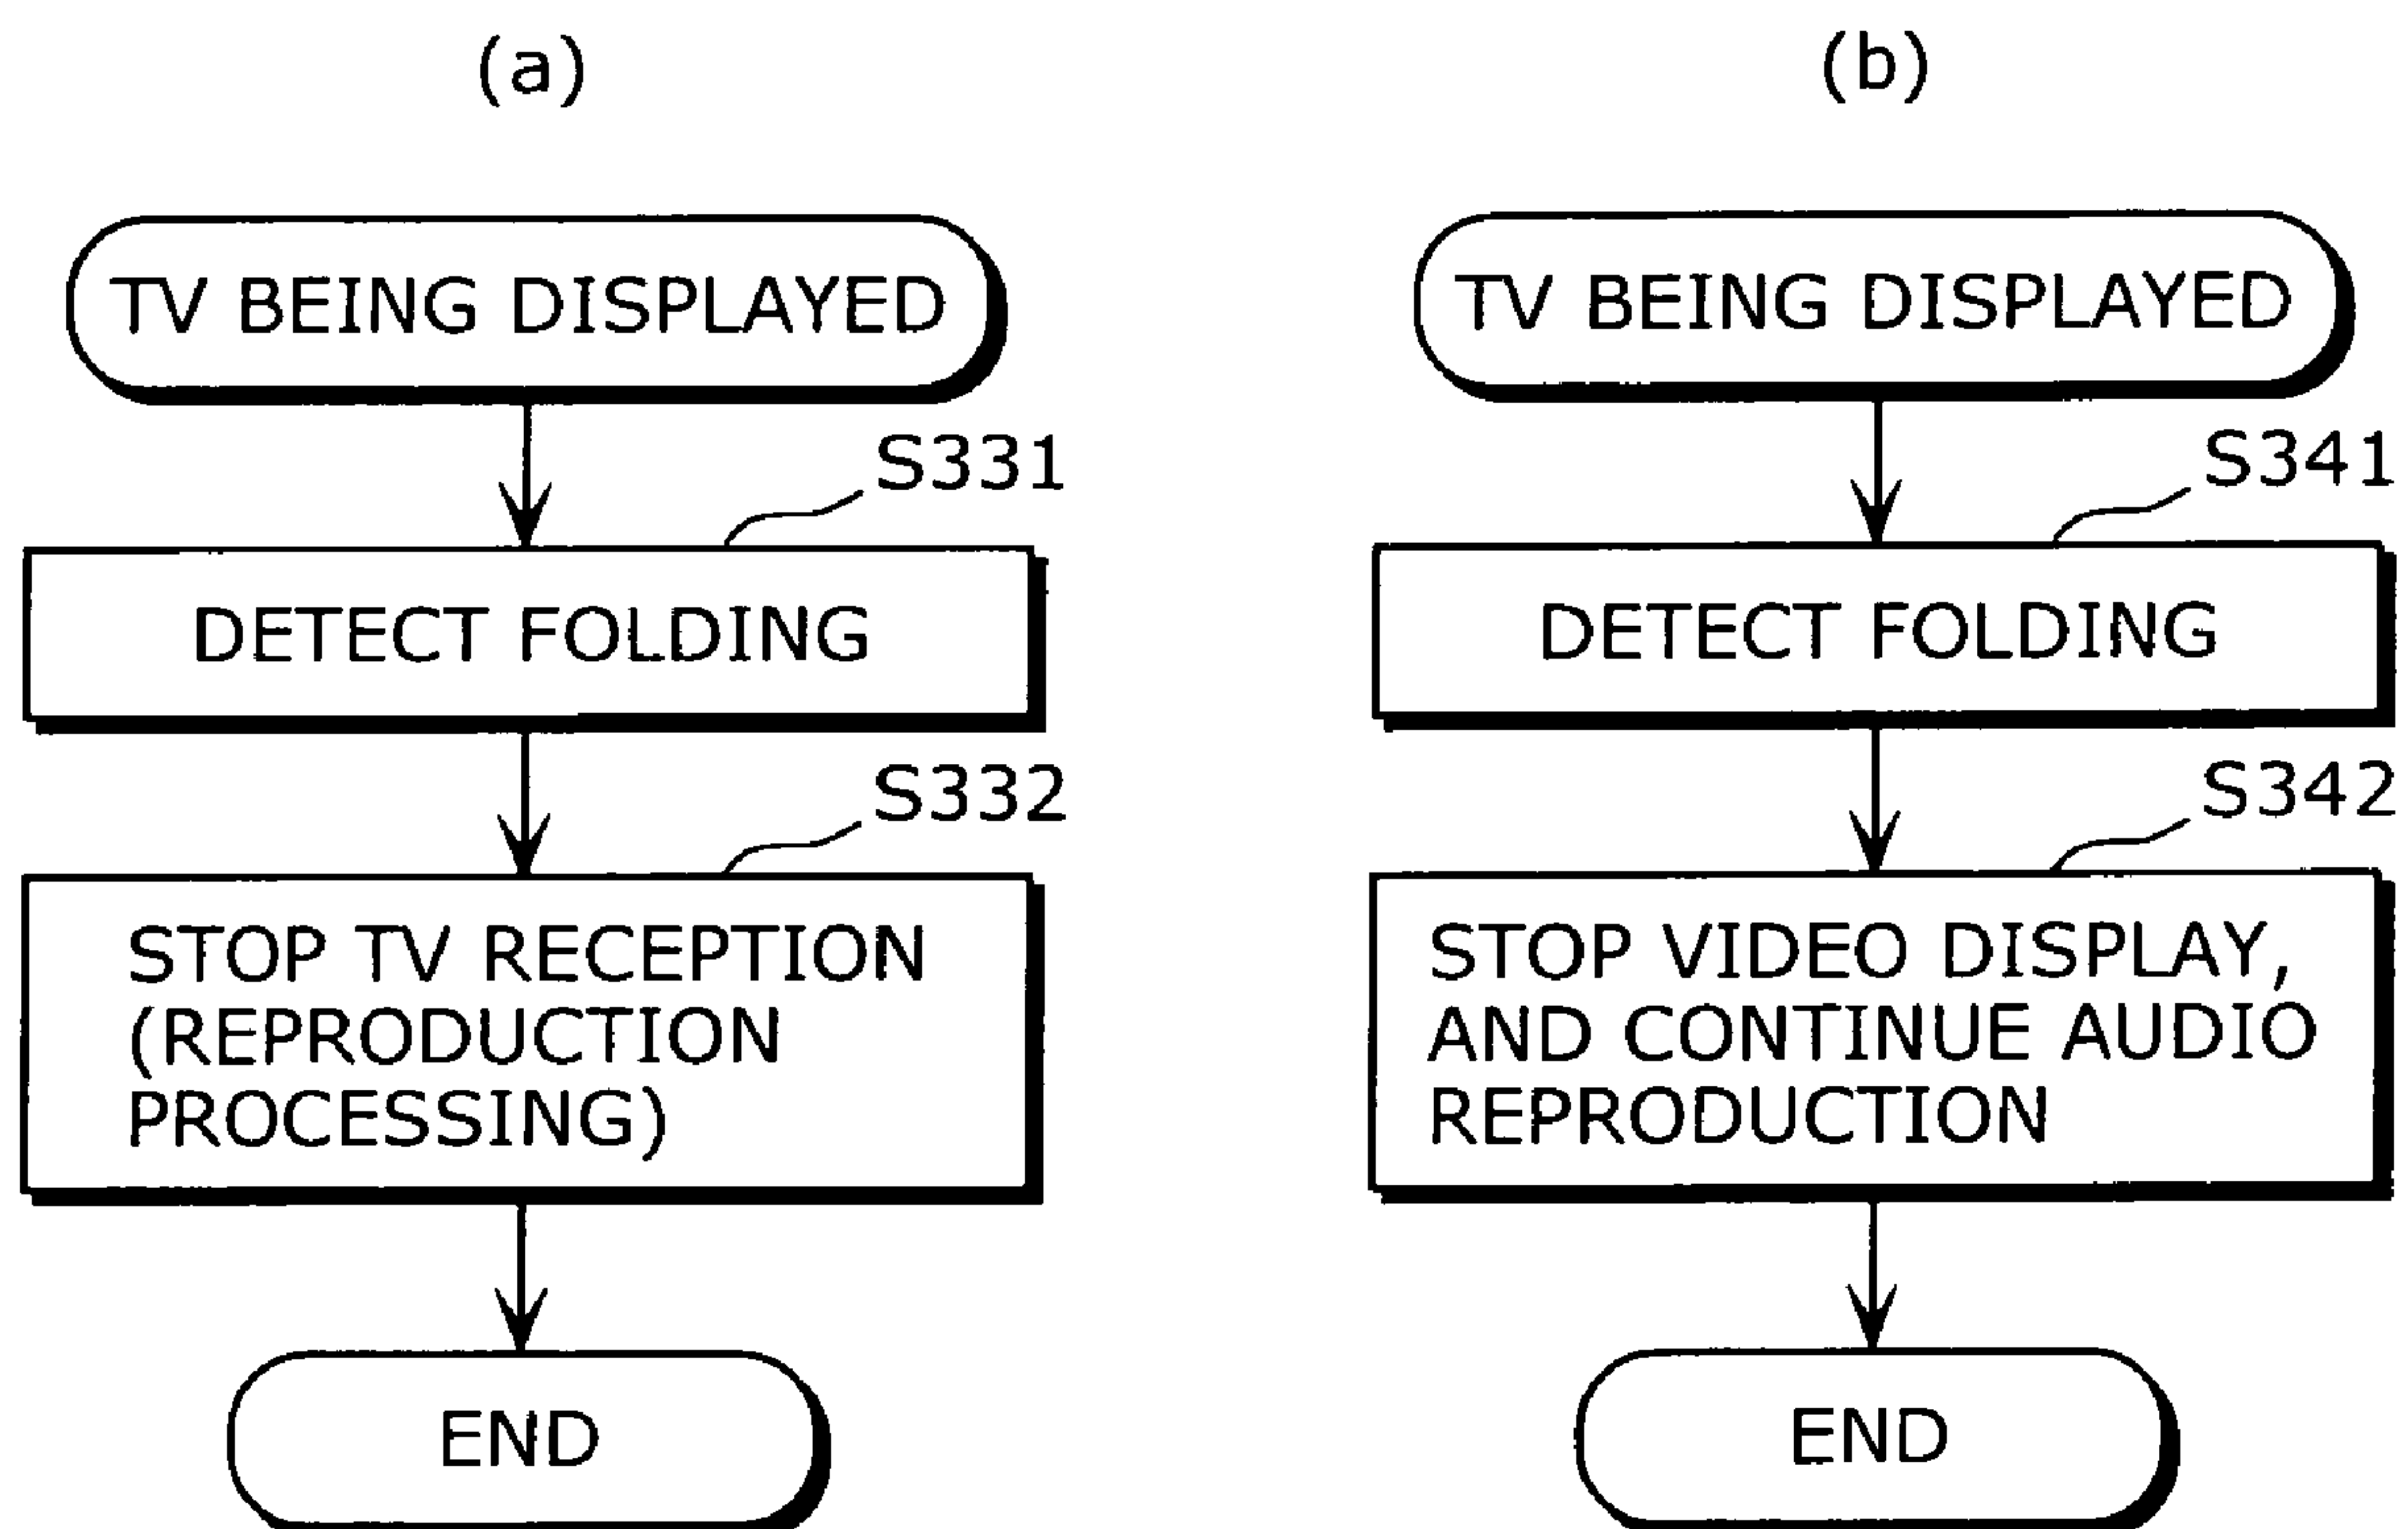 (a)
TV BEING DISPLAYED
S331
DETECT FOLDING
S332
STOP TV RECEPTION
(REPRODUCTION
PROCESSING)
END
(b)
TV BEING DISPLAYED
S341
DETECT FOLDING
S342
STOP VIDEO DISPLAY,
AND CONTINUE AUDIO
REPRODUCTION
END